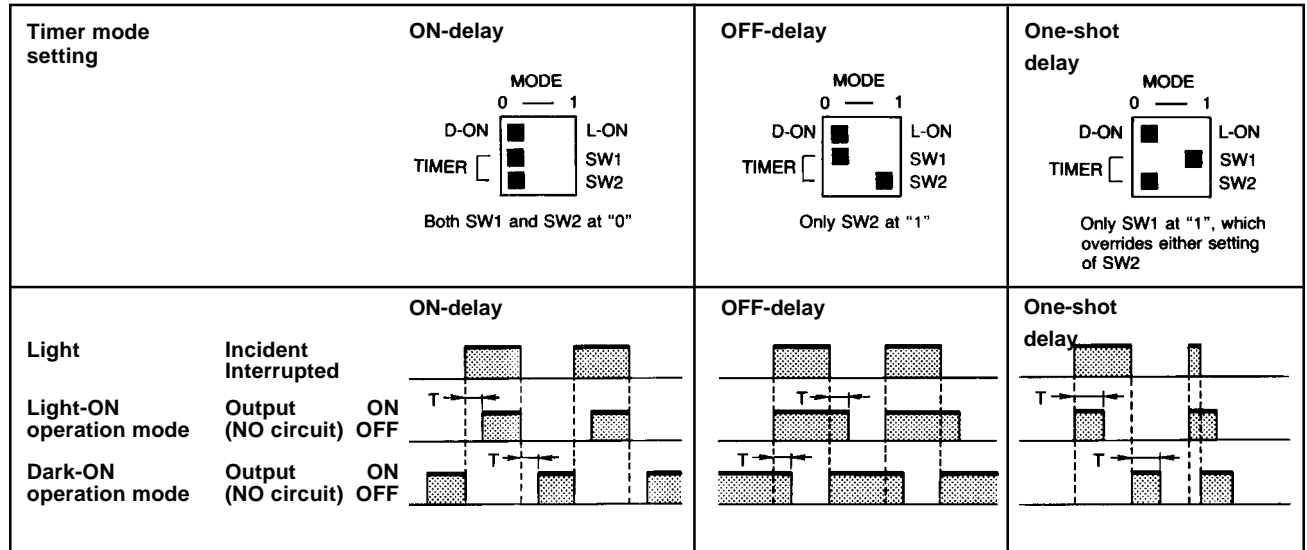 Timer mode
setting
ON-delay
MODE
0 — 1
D-ON
L-ON
TIMER
SW1
SW2
Both SW1 and SW2 at "0"
OFF-delay
MODE
0 — 1
D-ON
L-ON
TIMER
SW1
SW2
Only SW2 at "1"
One-shot
delay
MODE
0 — 1
D-ON
L-ON
TIMER
SW1
SW2
Only SW1 at "1", which
overrides either setting
of SW2
ON-delay
OFF-delay
One-shot
delay
Light
Incident
Interrupted
Light-ON
operation mode
Output ON
(NO circuit) OFF
T
T
T
Dark-ON
operation mode
Output ON
(NO circuit) OFF
T
T
T